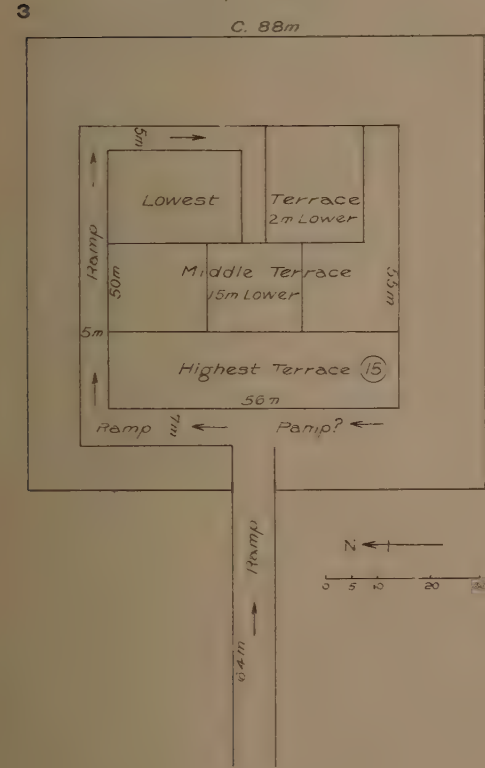 3
C. 88m
5m
Lowest
Terrace
2m Lower
Ramp
50m
Middle Terrace
15m Lower
53m
5m
Highest Terrace 15
56m
Ramp
7m
Ramp?
N
Ramp
0 5 10 20